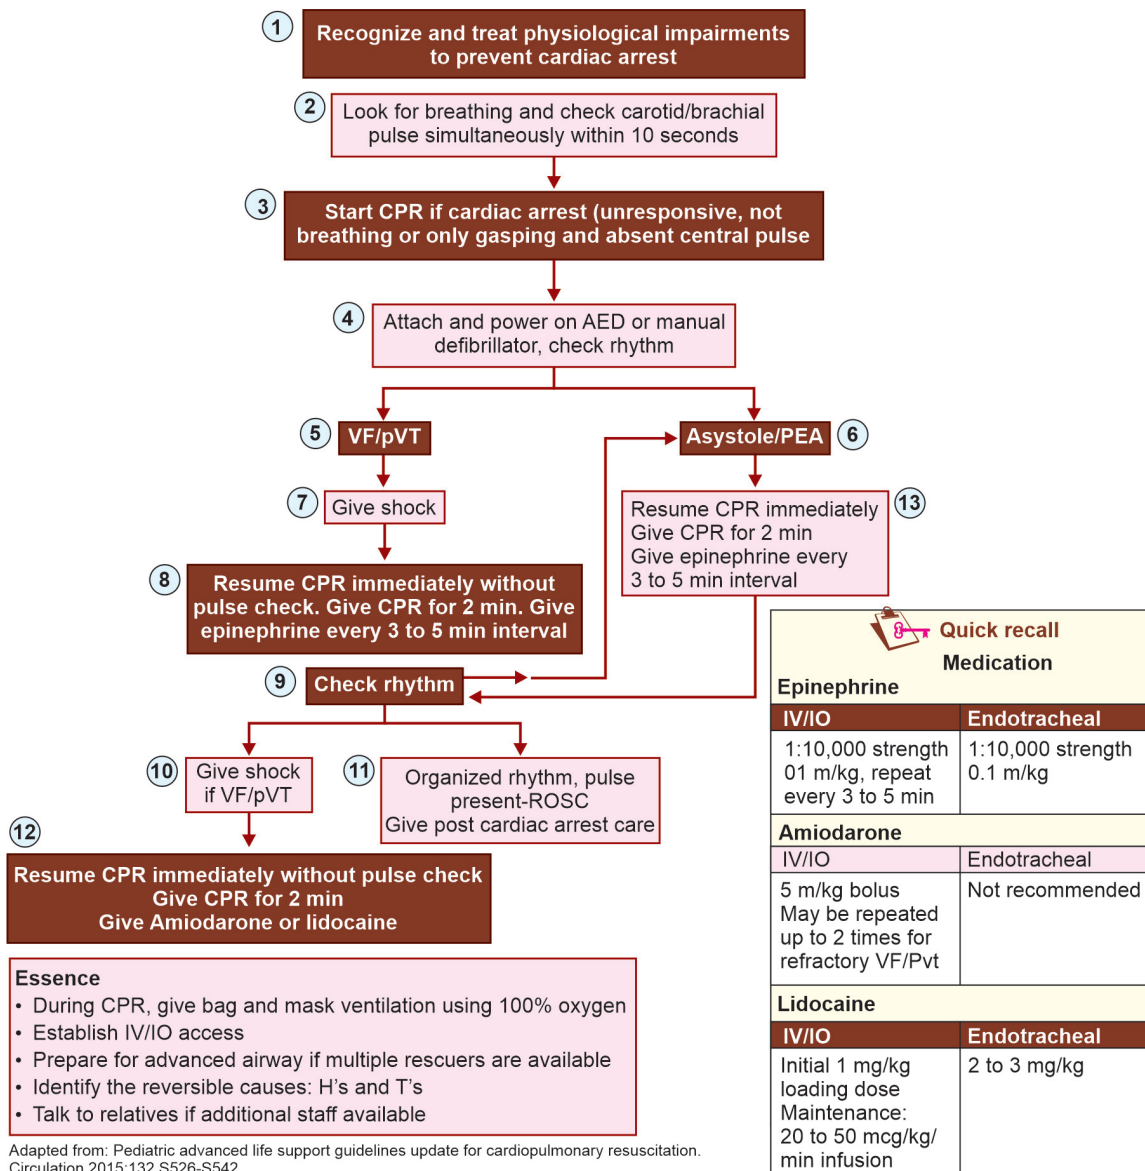 1
Recognize and treat physiological impairments
to prevent cardiac arrest
2
Look for breathing and check carotid/brachial
pulse simultaneously within 10 seconds
3
Start CPR if cardiac arrest (unresponsive, not
breathing or only gasping and absent central pulse
4
Attach and power on AED or manual
defibrillator, check rhythm
5
VF/pVT
Asystole/PEA
6
7
Give shock
13
Resume CPR immediately
Give CPR for 2 min
Give epinephrine every
3 to 5 min interval
8
Resume CPR immediately without
pulse check. Give CPR for 2 min. Give
epinephrine every 3 to 5 min interval
9
Check rhythm
10
Give shock
if VF/pVT
11
Organized rhythm, pulse
present-ROSC
Give post cardiac arrest care
12
Resume CPR immediately without pulse check
Give CPR for 2 min
Give Amiodarone or lidocaine
Essence
• During CPR, give bag and mask ventilation using 100% oxygen
• Establish IV/IO access
• Prepare for advanced airway if multiple rescuers are available
• Identify the reversible causes: H's and T's
• Talk to relatives if additional staff available
Adapted from: Pediatric advanced life support guidelines update for cardiopulmonary resuscitation.
Circulation 2015;132 S526-S542
Quick recall
Medication
Epinephrine
IV/IO
Endotracheal
1:10,000 strength
01 m/kg, repeat
every 3 to 5 min
1:10,000 strength
0.1 m/kg
Amiodarone
IV/IO
Endotracheal
5 m/kg bolus
May be repeated
up to 2 times for
refractory VF/Pvt
Not recommended
Lidocaine
IV/IO
Endotracheal
Initial 1 mg/kg
loading dose
Maintenance:
20 to 50 mcg/kg/
min infusion
2 to 3 mg/kg